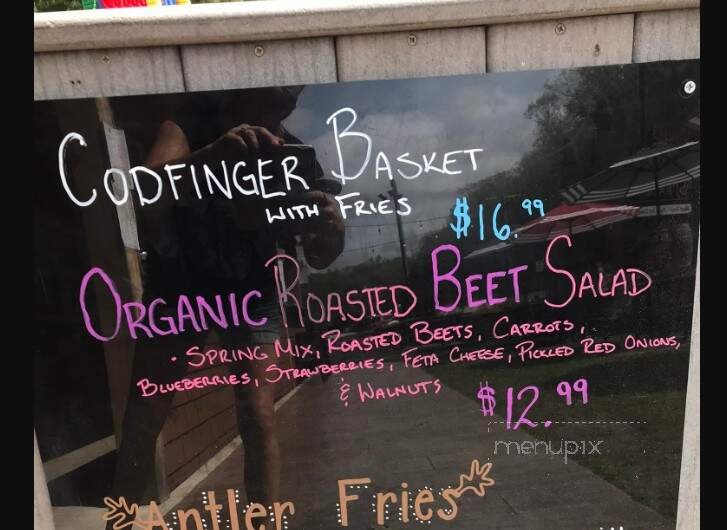 CODFINGER BASKET
WITH FRIES
$16.99
ORGANIC ROASTED BEET SALAD
· SPRING MIX, ROASTED BEETS, CARROTS,
BLUEBERRIES, STRAWBERRIES, FETA CHEESE, PICKLED RED ONIONS,
& WALNUTS
$12.99
menupix
Antler Fries